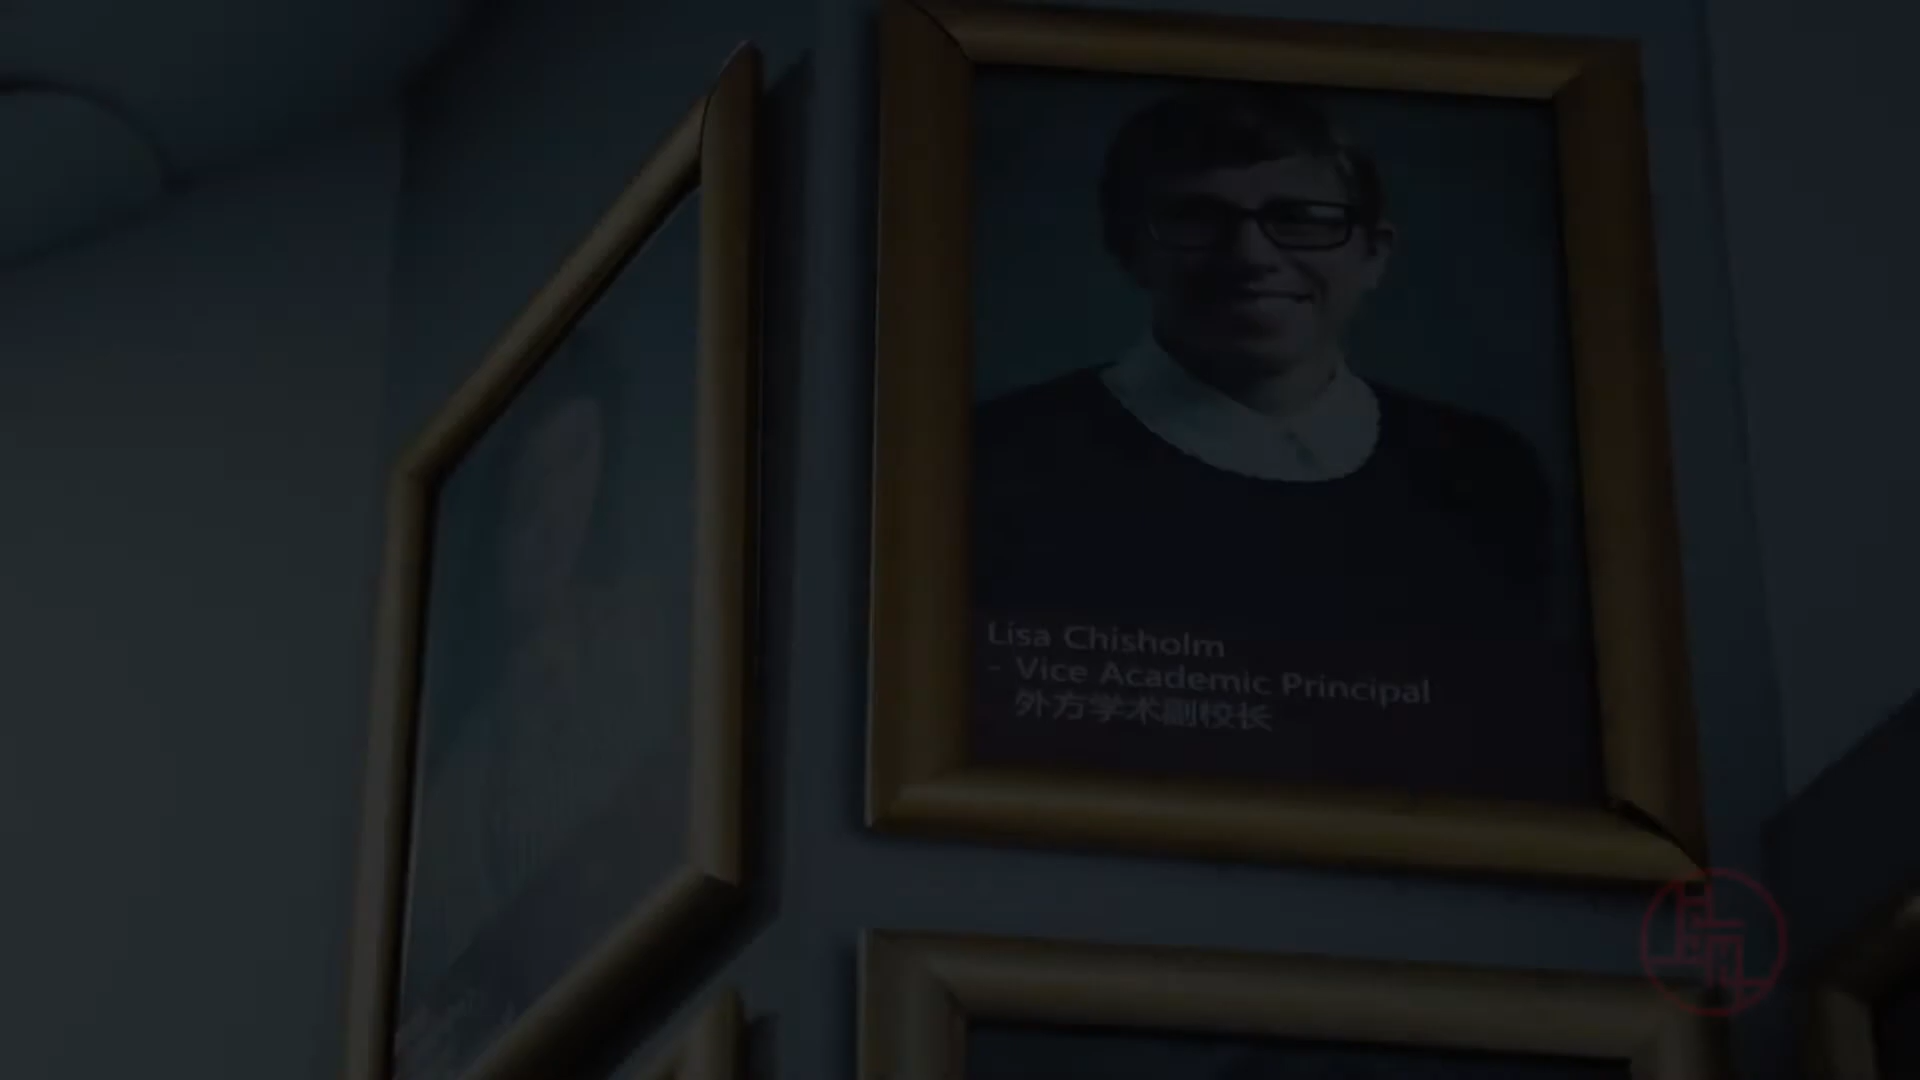 Lisa Chisholm
- Vice Academic Principal
外方学术副校长